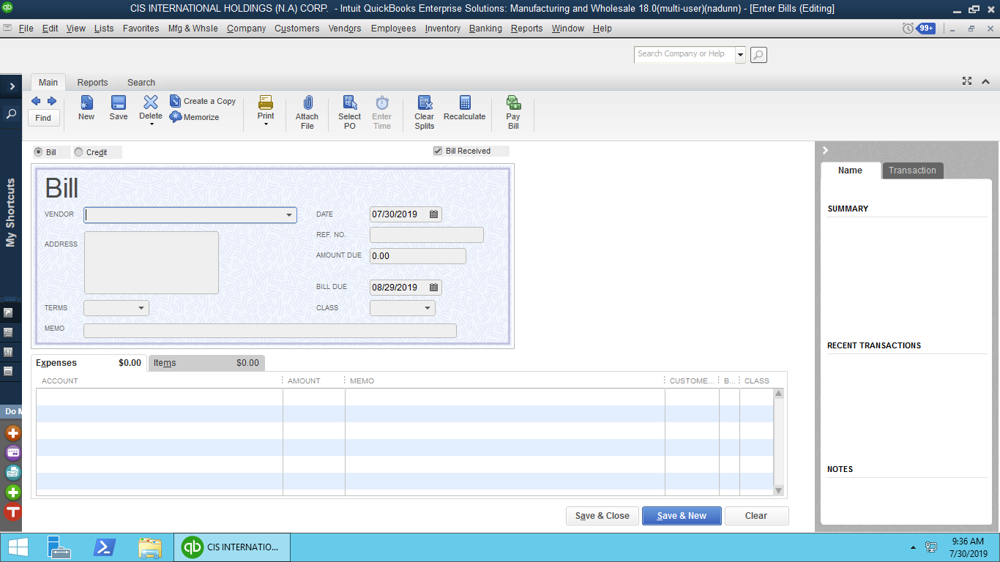 CIS INTERNATIONAL HOLDINGS (N.A) CORP.  - Intuit QuickBooks Enterprise Solutions: Manufacturing and Wholesale 18.0(multi-user)(nadunn) - [Enter Bills (Editing]
File Edit View Lists Favorites Mfg & Whsle Company Customers Vendors Employees Inventory Banking Reports Window Help 99+
Search Company or Help
Main Reports Search
Find New Save Delete Create a Copy Memorize Print Attach File Select PO Enter Time Clear Splits Recalculate Pay Bill
Bill Credit Bill Received
My Shortcuts
Do M
Bill
VENDOR DATE 07/30/2019
ADDRESS REF. NO.
AMOUNT DUE 0.00
BILL DUE 08/29/2019
TERMS CLASS
MEMO
Expenses $0.00 Items $0.00
ACCOUNT AMOUNT MEMO CUSTOME... B... CLASS
Save & Close Save & New Clear
Name Transaction
SUMMARY
RECENT TRANSACTIONS
NOTES
qb CIS INTERNATIO...
9:36 AM
7/30/2019